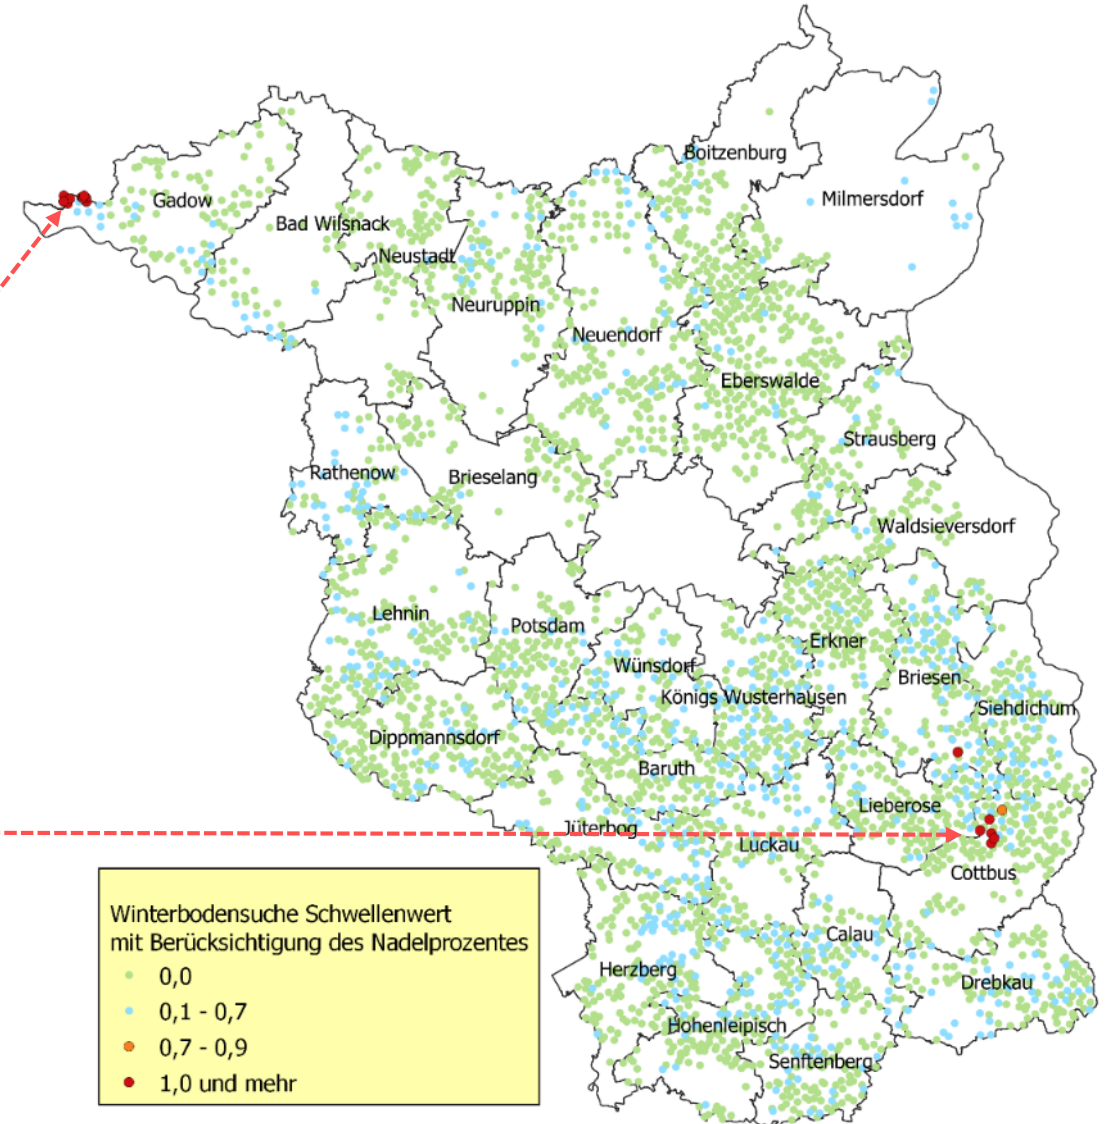 Boitzenburg
Milmersdorf
Gadow
Bad Wilsnack
Neustadt
Neuruppin
Neuendorf
Eberswalde
Strausberg
Rathenow
Brieselang
Waldsieversdorf
Lehnin
Potsdam
Erkner
Wünsdorf
Briesen
Königs Wusterhausen
Siehdichum
Dippmannsdorf
Baruth
Lieberose
Jüterbog
Luckau
Cottbus
Calau
Herzberg
Drebkau
Hohenleipisch
Senftenberg
Winterbodensuche Schwellenwert
mit Berücksichtigung des Nadelprozentes
0,0
0,1 - 0,7
0,7 - 0,9
1,0 und mehr